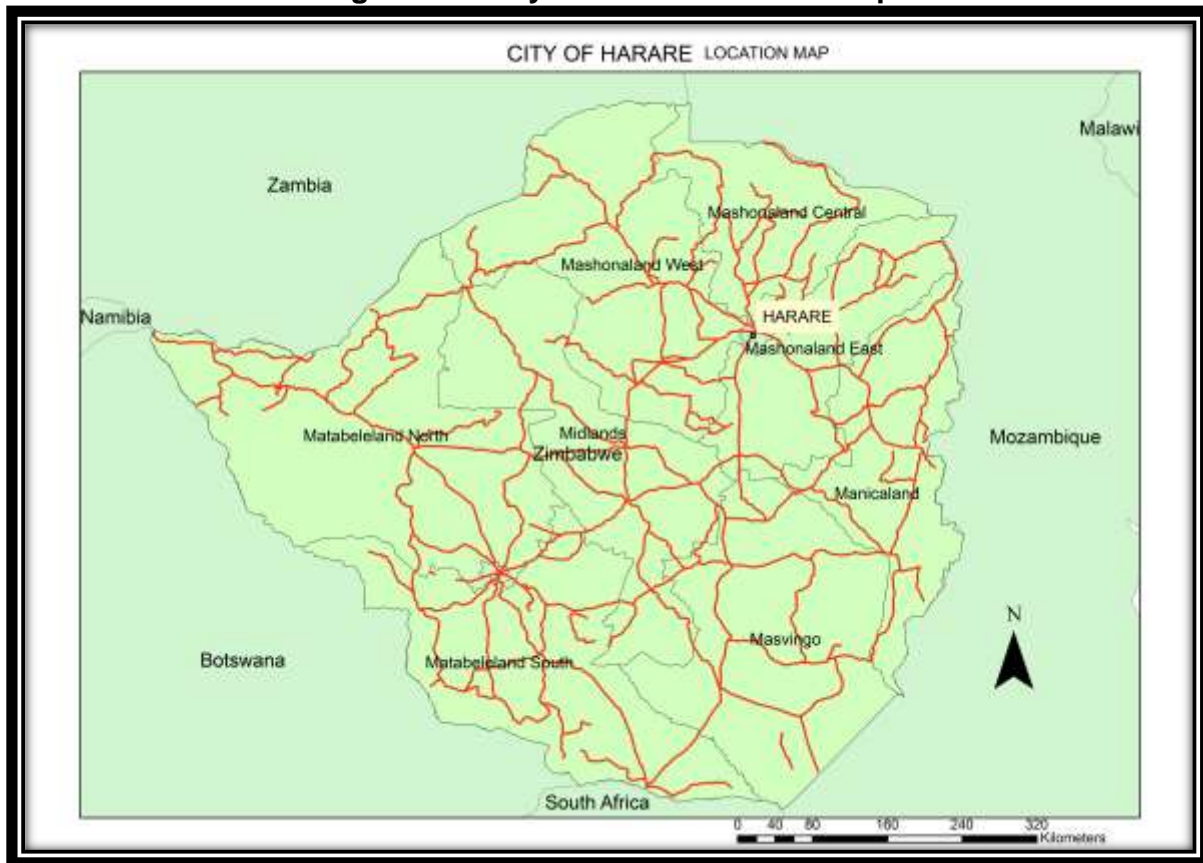 CITY OF HARARE LOCATION MAP
Malawi
Zambia
Mashonaland Central
Mashonaland West
Namibia
HARARE
Mashonaland East
Matabeleland North
Midlands
Zimbabwe
Mozambique
Manicaland
N
Masvingo
Botswana
Matabeleland South
South Africa
0 40 80 160 240 320
Kilometers